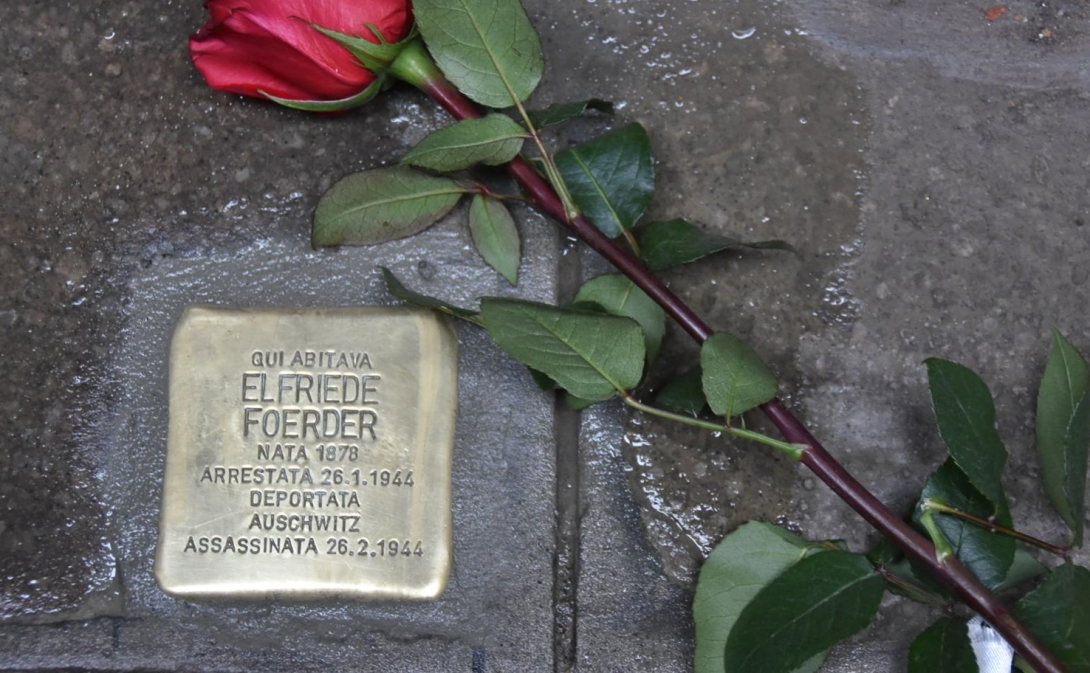 QUI ABITAVA
ELFRIEDE
FOERDER
NATA 1878
ARRESTATA 26.1.1944
DEPORTATA
AUSCHWITZ
ASSASSINATA 26.2.1944